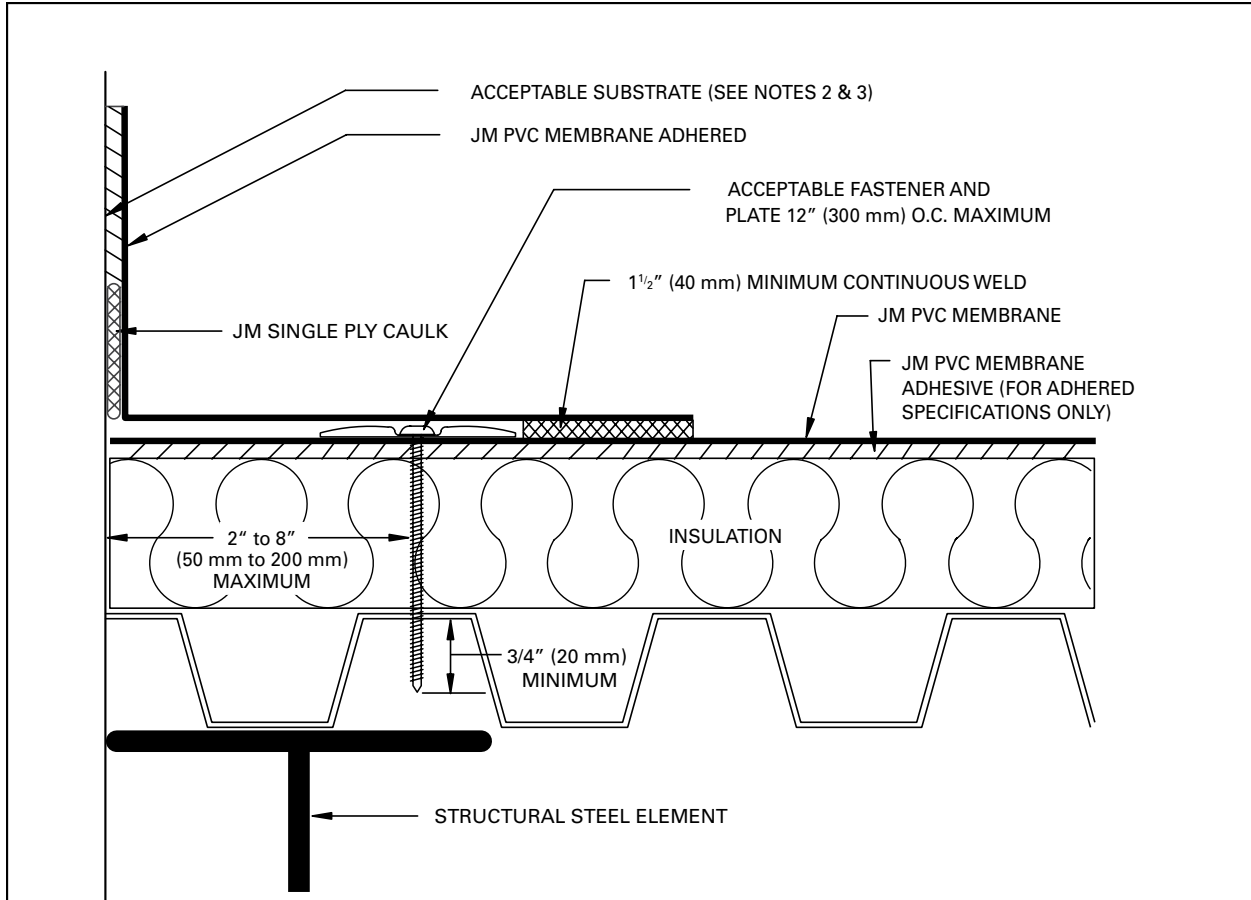 ACCEPTABLE SUBSTRATE (SEE NOTES 2 & 3)
JM PVC MEMBRANE ADHERED
ACCEPTABLE FASTENER AND
PLATE 12” (300 mm) O.C. MAXIMUM
1 1/2” (40 mm) MINIMUM CONTINUOUS WELD
JM PVC MEMBRANE
JM SINGLE PLY CAULK
JM PVC MEMBRANE
ADHESIVE (FOR ADHERED
SPECIFICATIONS ONLY)
2“ to 8”
(50 mm to 200 mm)
MAXIMUM
INSULATION
3/4” (20 mm)
MINIMUM
STRUCTURAL STEEL ELEMENT